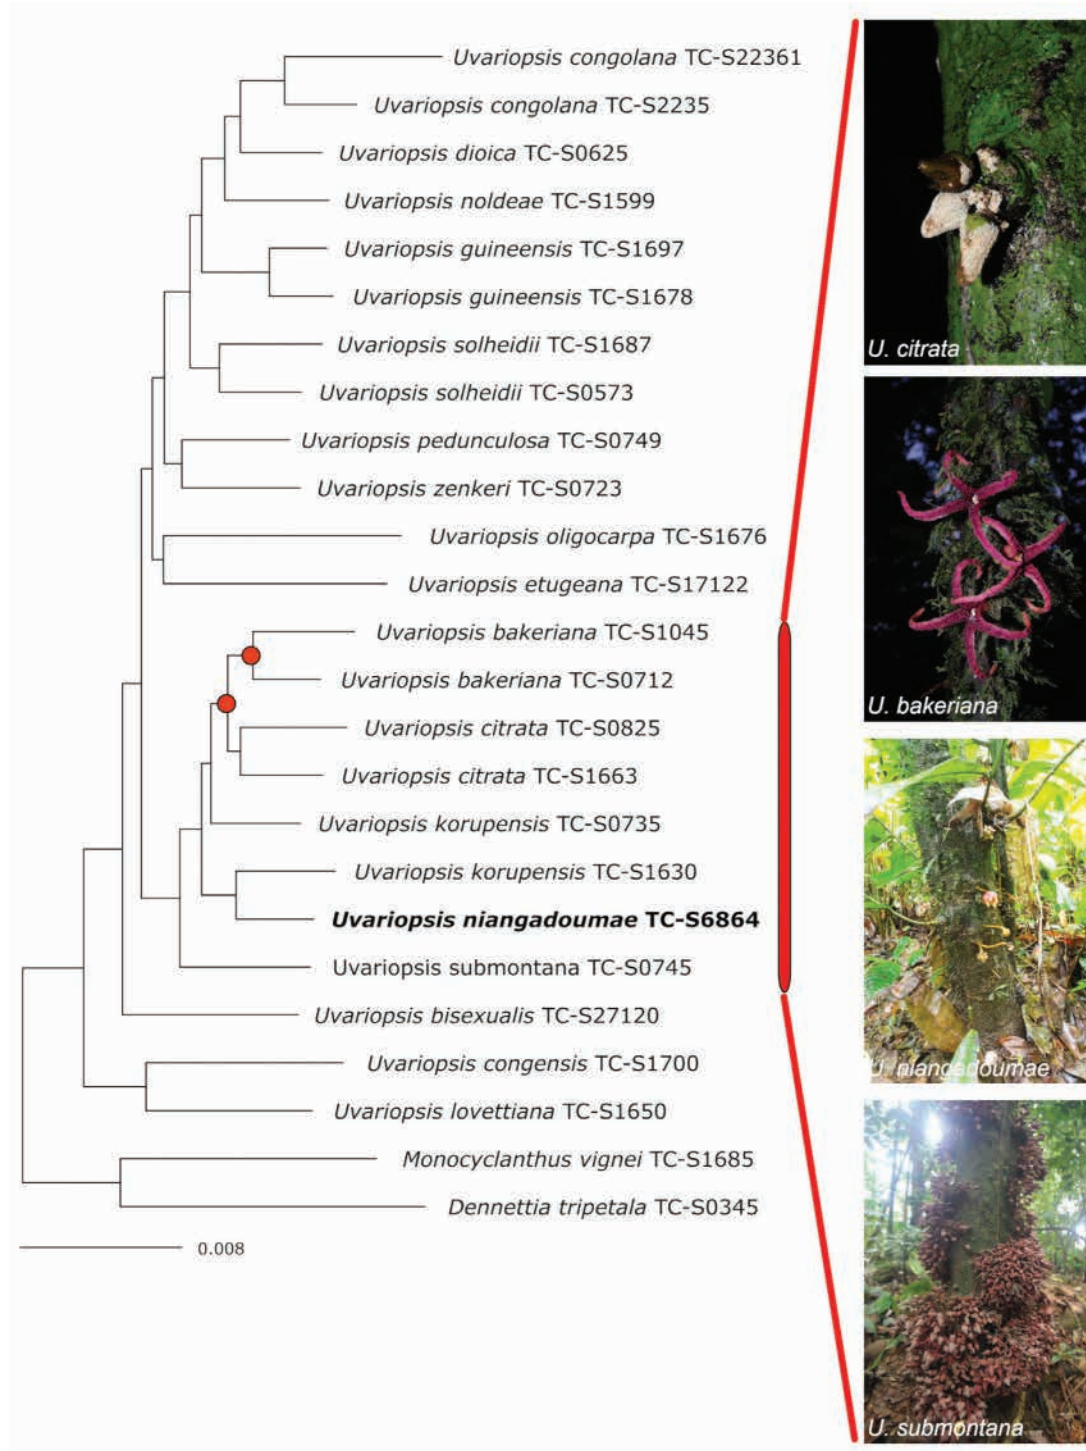 Uvariopsis congolana TC-S22361
Uvariopsis congolana TC-S2235
Uvariopsis dioica TC-S0625
Uvariopsis noldeae TC-S1599
Uvariopsis guineensis TC-S1697
Uvariopsis guineensis TC-S1678
Uvariopsis solheidii TC-S1687
Uvariopsis solheidii TC-S0573
Uvariopsis pedunculosa TC-S0749
Uvariopsis zenkeri TC-S0723
Uvariopsis oligocarpa TC-S1676
Uvariopsis etugeana TC-S17122
Uvariopsis bakeriana TC-S1045
Uvariopsis bakeriana TC-S0712
Uvariopsis citrata TC-S0825
Uvariopsis citrata TC-S1663
Uvariopsis korupensis TC-S0735
Uvariopsis korupensis TC-S1630
Uvariopsis niangadoumae TC-S6864
Uvariopsis submontana TC-S0745
Uvariopsis bisexualis TC-S27120
Uvariopsis congensis TC-S1700
Uvariopsis lovettiana TC-S1650
Monocyclanthus vignei TC-S1685
Dennettia tripetala TC-S0345
0.008
U. citrata
U. bakeriana
U. niangadoumae
U. submontana